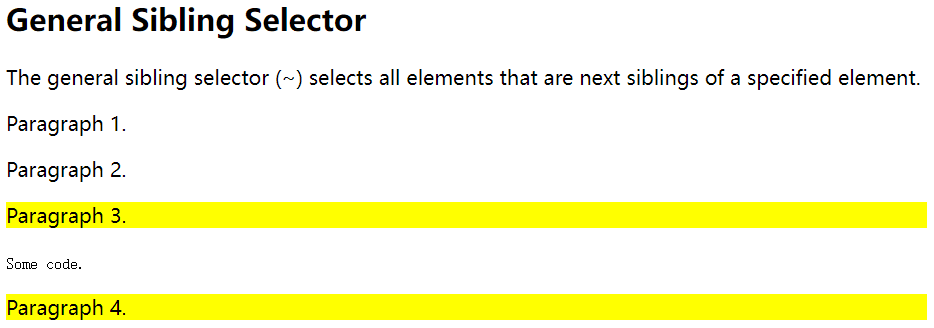 General Sibling Selector
The general sibling selector (~) selects all elements that are next siblings of a specified element.
Paragraph 1.
Paragraph 2.
Paragraph 3.
Some code.
Paragraph 4.